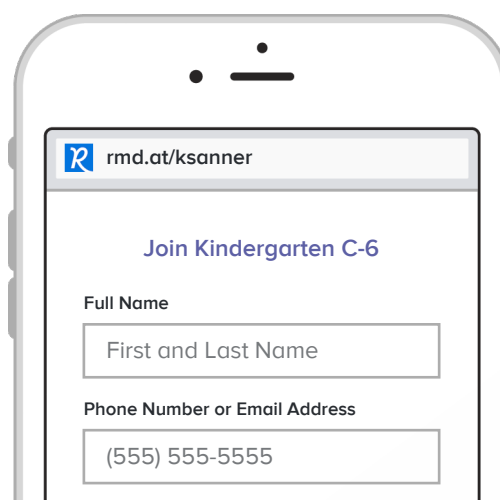 rmd.at/ksanner
Join Kindergarten C-6
Full Name
First and Last Name
Phone Number or Email Address
(555) 555-5555